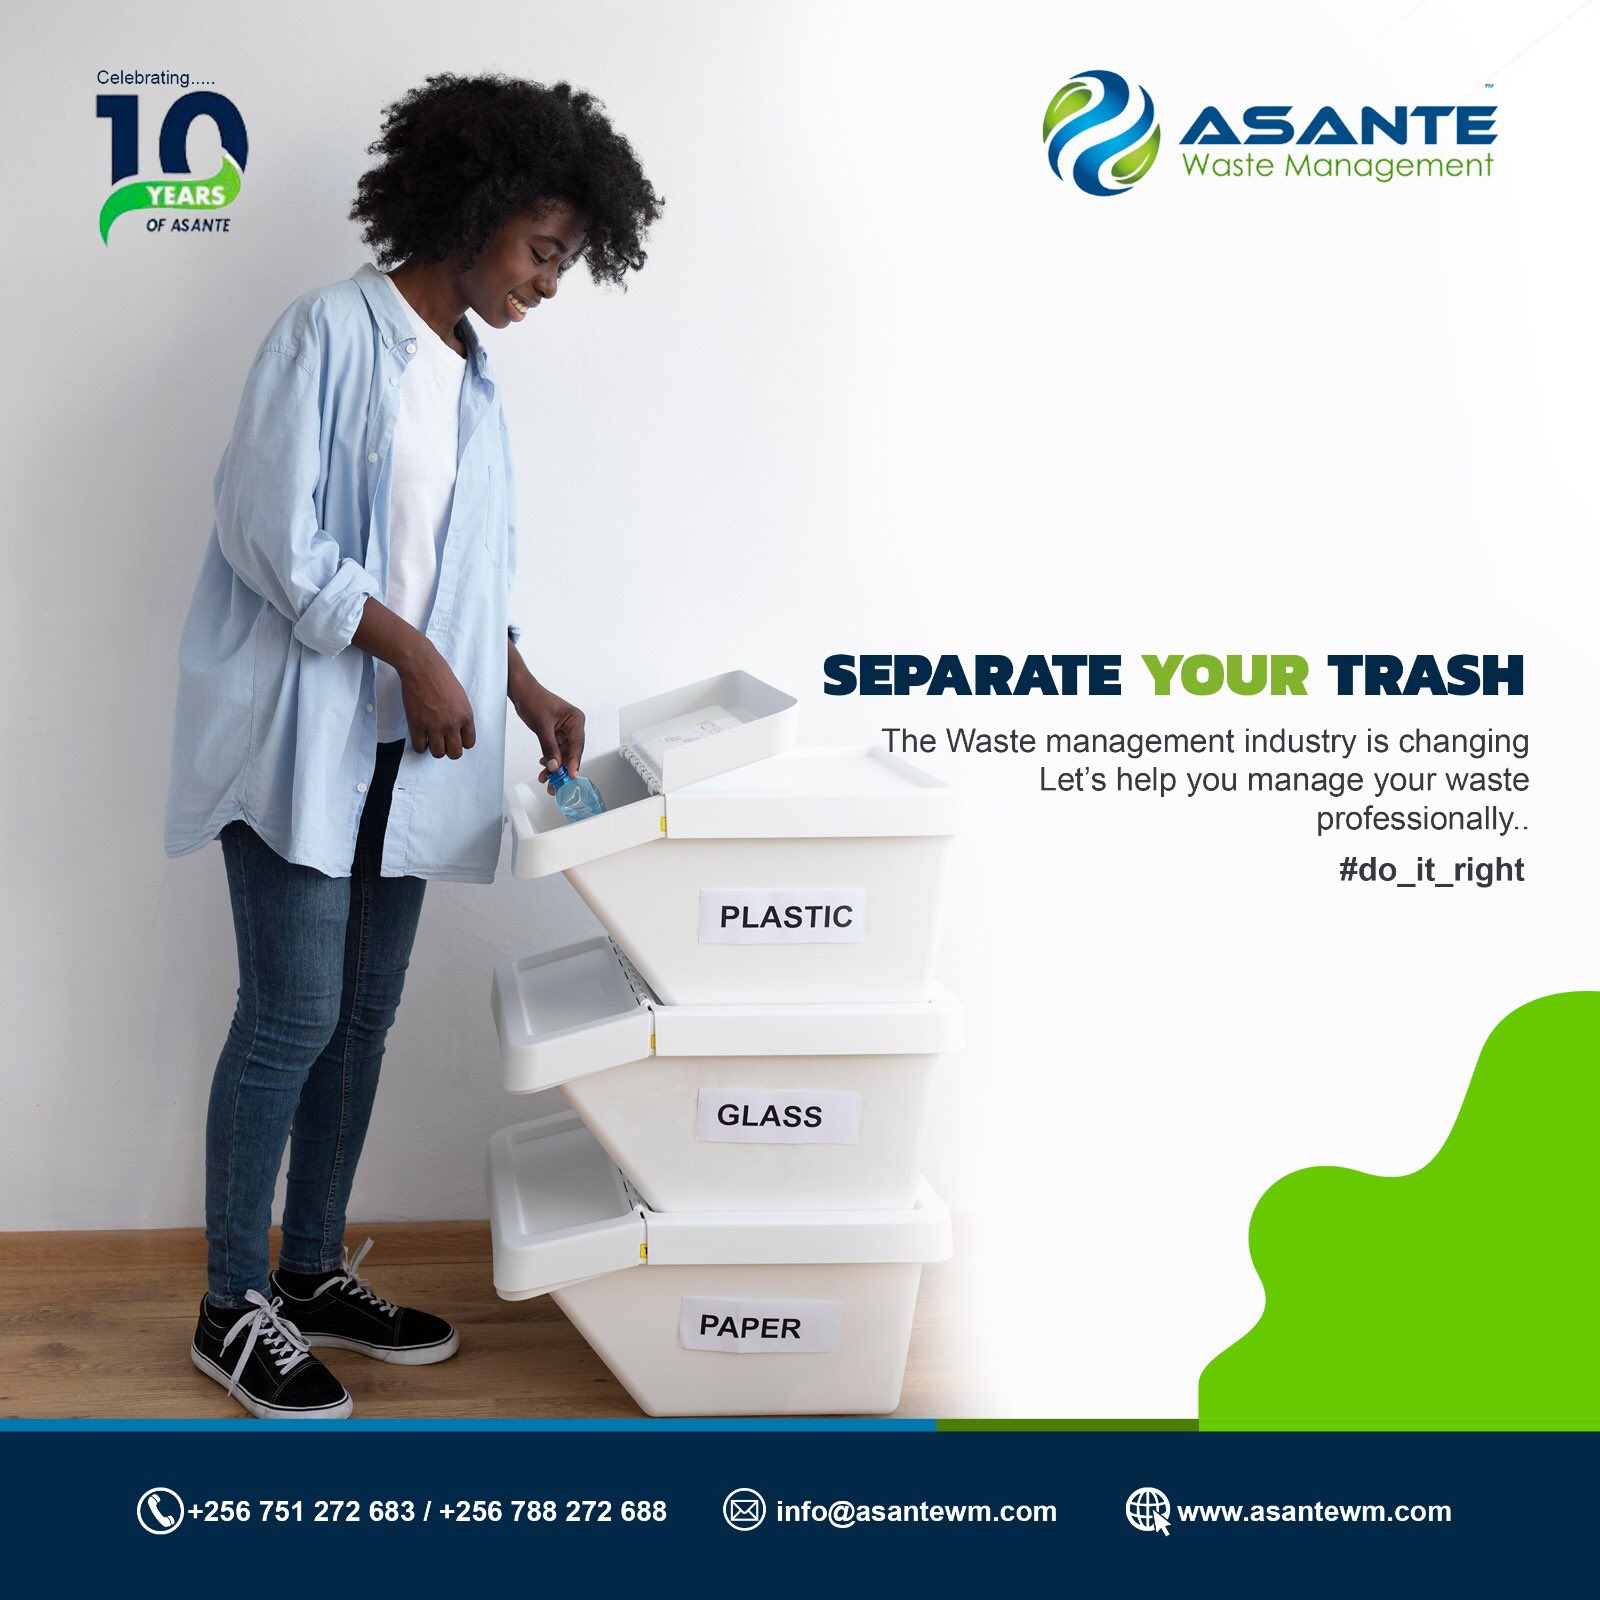 Celebrating.....
10
YEARS
OF ASANTE
ASANTE™
Waste Management
SEPARATE YOUR TRASH
The Waste management industry is changing
Let’s help you manage your waste
professionally..
#do_it_right
PLASTIC
GLASS
PAPER
+256 751 272 683 / +256 788 272 688
info@asantewm.com
www.asantewm.com